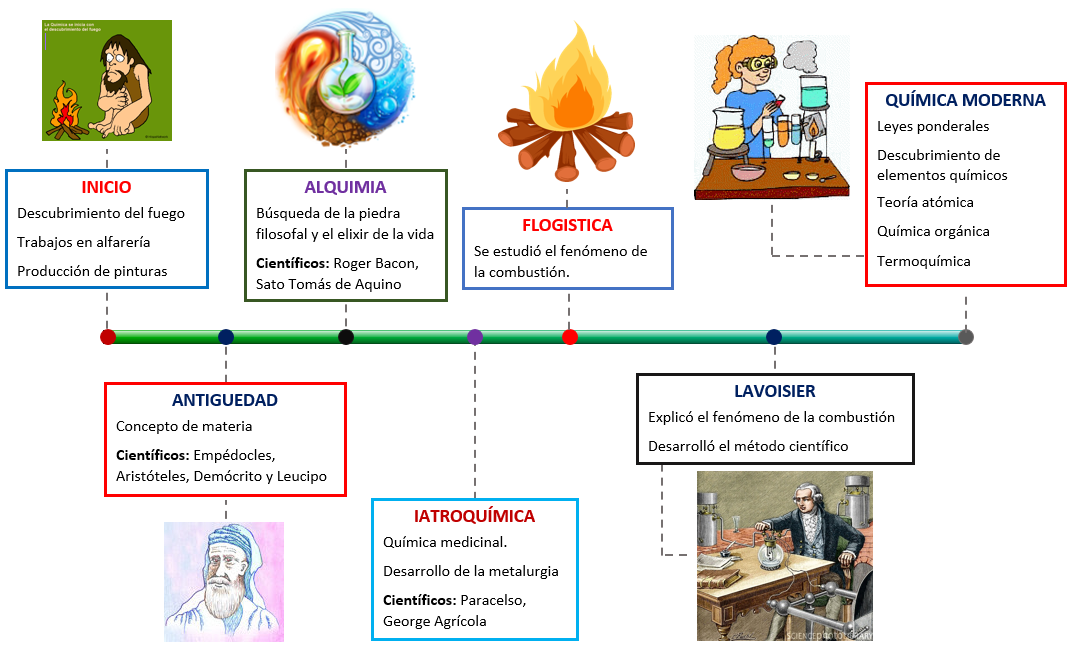 La Química se inicia con
el descubrimiento del fuego
INICIO
Descubrimiento del fuego
Trabajos en alfarería
Producción de pinturas
ANTIGUEDAD
Concepto de materia
Científicos: Empédocles,
Aristóteles, Demócrito y Leucipo
ALQUIMIA
Búsqueda de la piedra
filosofal y el elixir de la vida
Científicos: Roger Bacon,
Sato Tomás de Aquino
IATROQUÍMICA
Química medicinal.
Desarrollo de la metalurgia
Científicos: Paracelso,
George Agrícola
FLOGISTICA
Se estudió el fenómeno de
la combustión.
LAVOISIER
Explicó el fenómeno de la combustión
Desarrolló el método científico
QUÍMICA MODERNA
Leyes ponderales
Descubrimiento de
elementos químicos
Teoría atómica
Química orgánica
Termoquímica